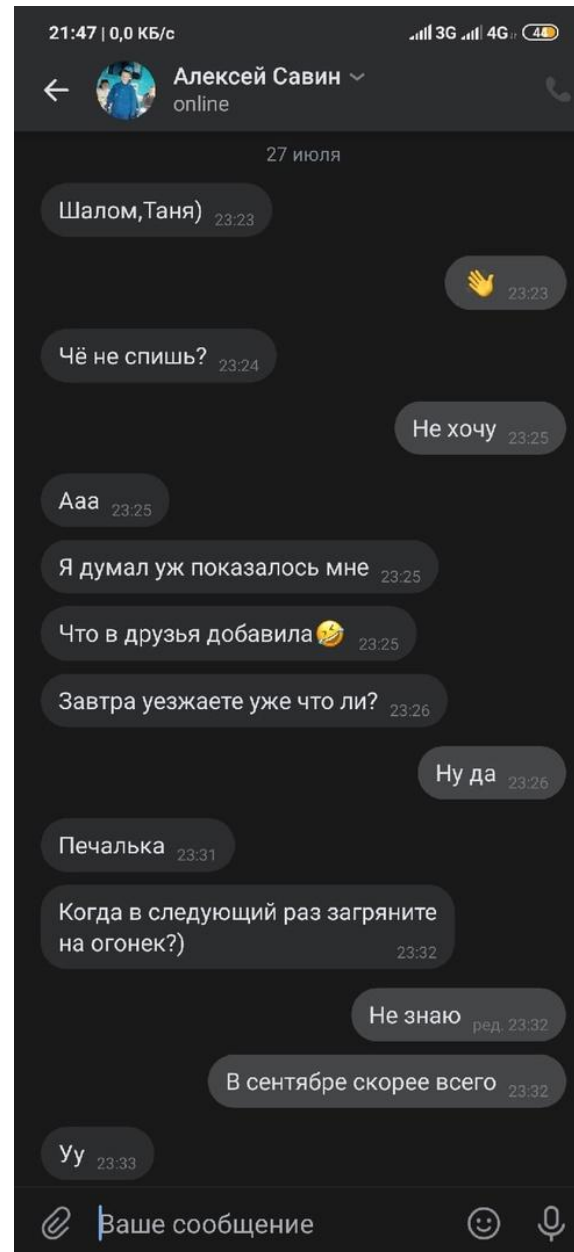 21:47 | 0,0 КБ/с 3G 4G 44
Алексей Савин
online
27 июля
Шалом,Таня) 23:23
👋 23:23
Чё не спишь? 23:24
Не хочу 23:25
Ааа 23:25
Я думал уж показалось мне 23:25
Что в друзья добавила🤣 23:25
Завтра уезжаете уже что ли? 23:26
Ну да 23:26
Печалька 23:31
Когда в следующий раз загряните
на огонек?) 23:32
Не знаю ред. 23:32
В сентябре скорее всего 23:32
Уу 23:33
Ваше сообщение